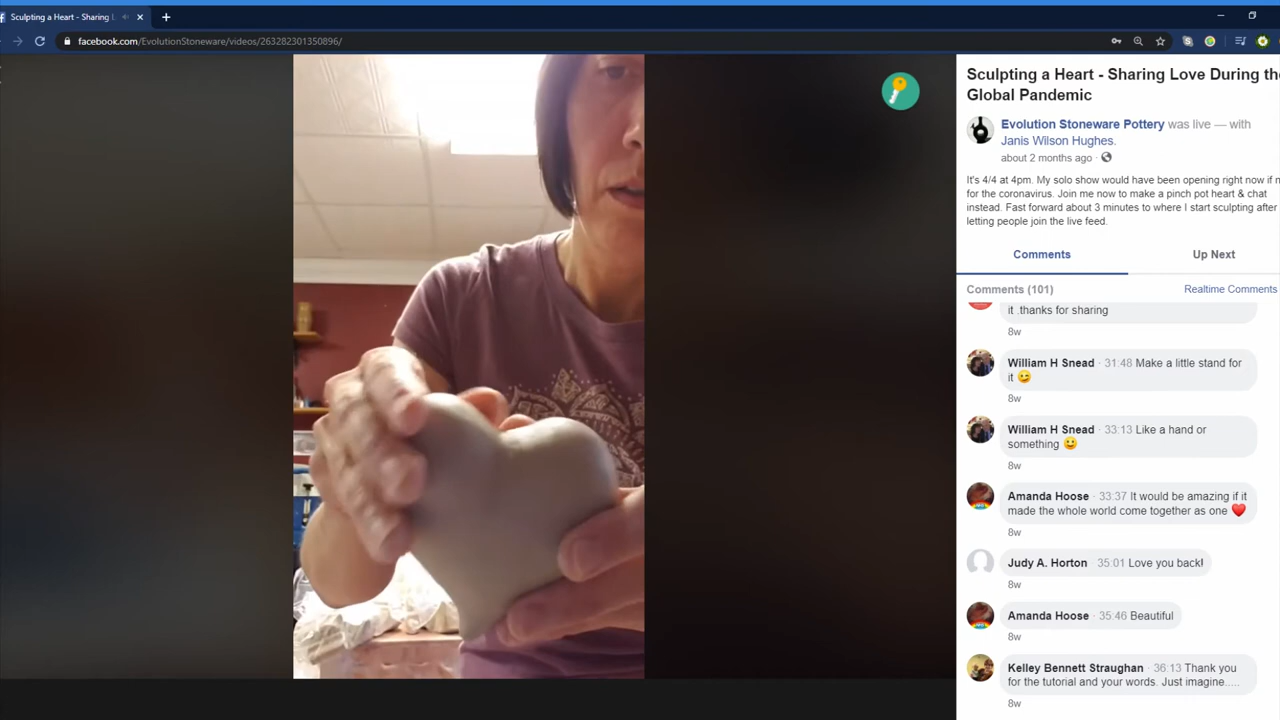 Sculpting a Heart - Sharing L
facebook.com/EvolutionStoneware/videos/263282301350896/
Sculpting a Heart - Sharing Love During the
Global Pandemic
Evolution Stoneware Pottery was live — with
Janis Wilson Hughes.
about 2 months ago ·
It's 4/4 at 4pm. My solo show would have been opening right now if n
for the coronavirus. Join me now to make a pinch pot heart & chat
instead. Fast forward about 3 minutes to where I start sculpting after
letting people join the live feed.
Comments
Up Next
Comments (101)
Realtime Comments
it .thanks for sharing
8w
William H Snead · 31:48 Make a little stand for
it 😉
8w
William H Snead · 33:13 Like a hand or
something 😃
8w
Amanda Hoose · 33:37 It would be amazing if it
made the whole world come together as one ❤️
8w
Judy A. Horton · 35:01 Love you back!
8w
Amanda Hoose · 35:46 Beautiful
8w
Kelley Bennett Straughan · 36:13 Thank you
for the tutorial and your words. Just imagine.....
8w